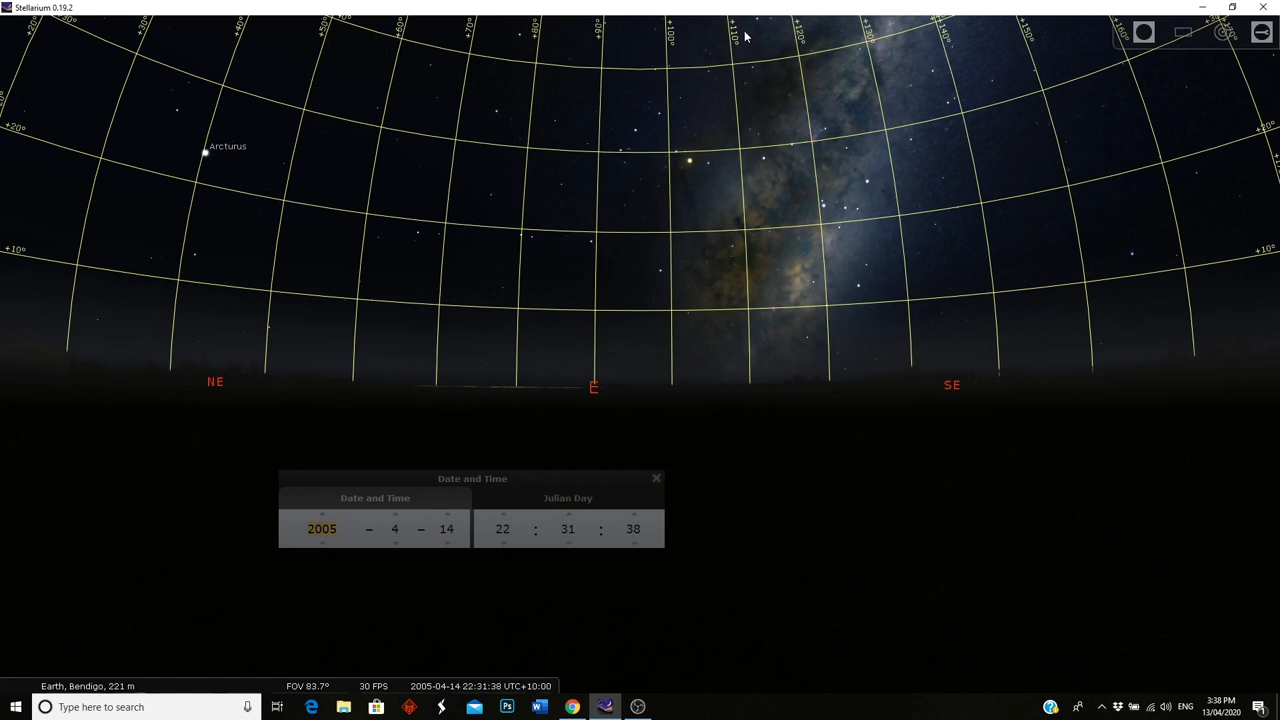 Stellarium 0.19.2
+20° +30° +40° +50° +60° +70° +80° +90° +100° +110° +120° +130° +140° +150° +160°
+20°
+20°
Arcturus
+10°
+10°
NE
E
SE
Date and Time
Date and Time
Julian Day
2005 – 4 – 14 22 : 31 : 38
Earth, Bendigo, 221 m
FOV 83.7°
30 FPS
2005-04-14 22:31:38 UTC+10:00
Type here to search
ENG
3:38 PM
13/04/2020